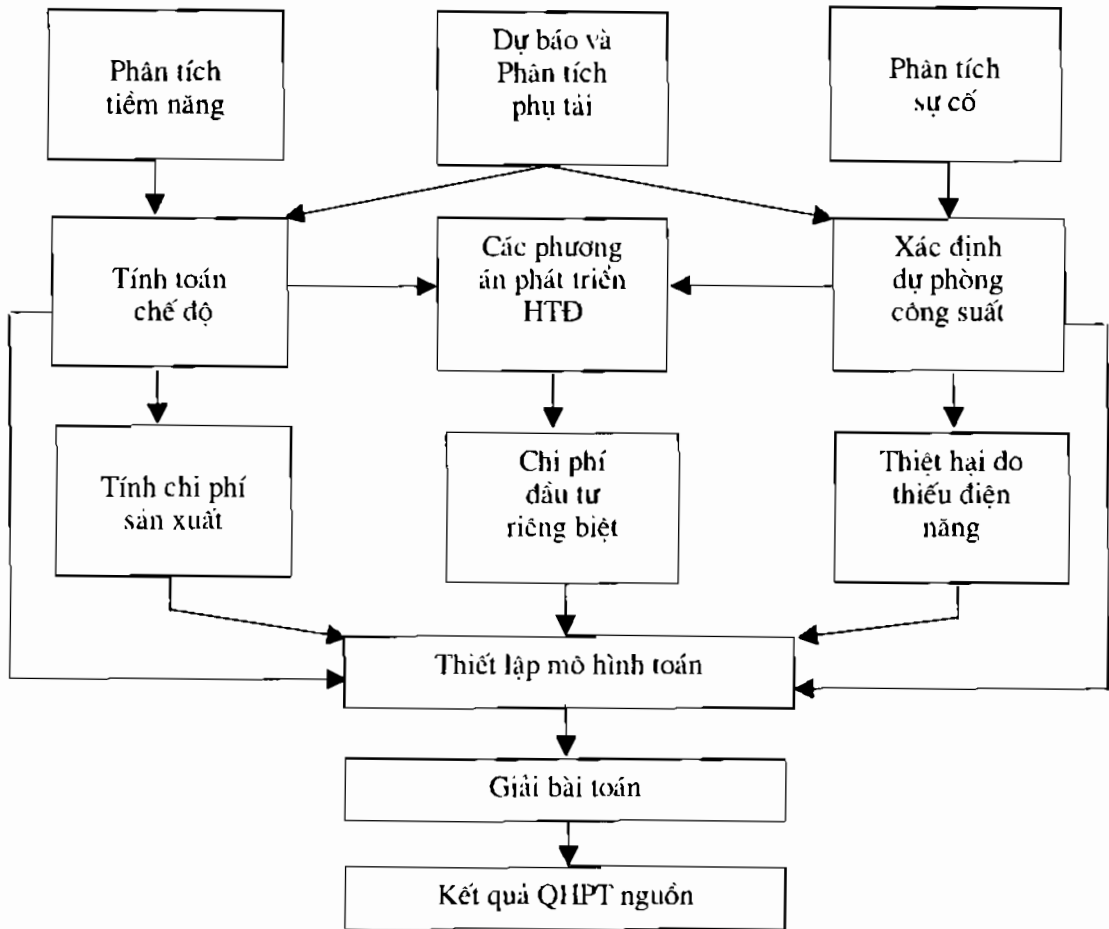 Phân tích
tiềm năng
Dự báo và
Phân tích
phụ tải
Phân tích
sự cố
Tính toán
chế độ
Các phương
án phát triển
HTĐ
Xác định
dự phòng
công suất
Tính chi phí
sản xuất
Chi phí
đầu tư
riêng biệt
Thiệt hại do
thiếu điện
năng
Thiết lập mô hình toán
Giải bài toán
Kết quả QHPT nguồn